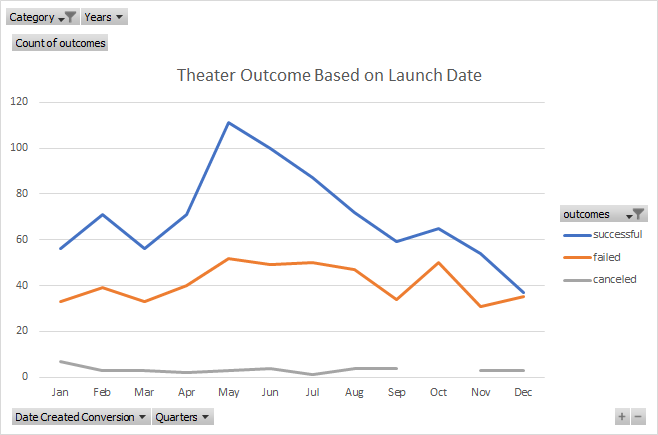 Category Years
Count of outcomes
Theater Outcome Based on Launch Date
120
100
80
60
40
20
0
Jan Feb Mar Apr May Jun Jul Aug Sep Oct Nov Dec
outcomes
successful
failed
canceled
Date Created Conversion Quarters
+ −